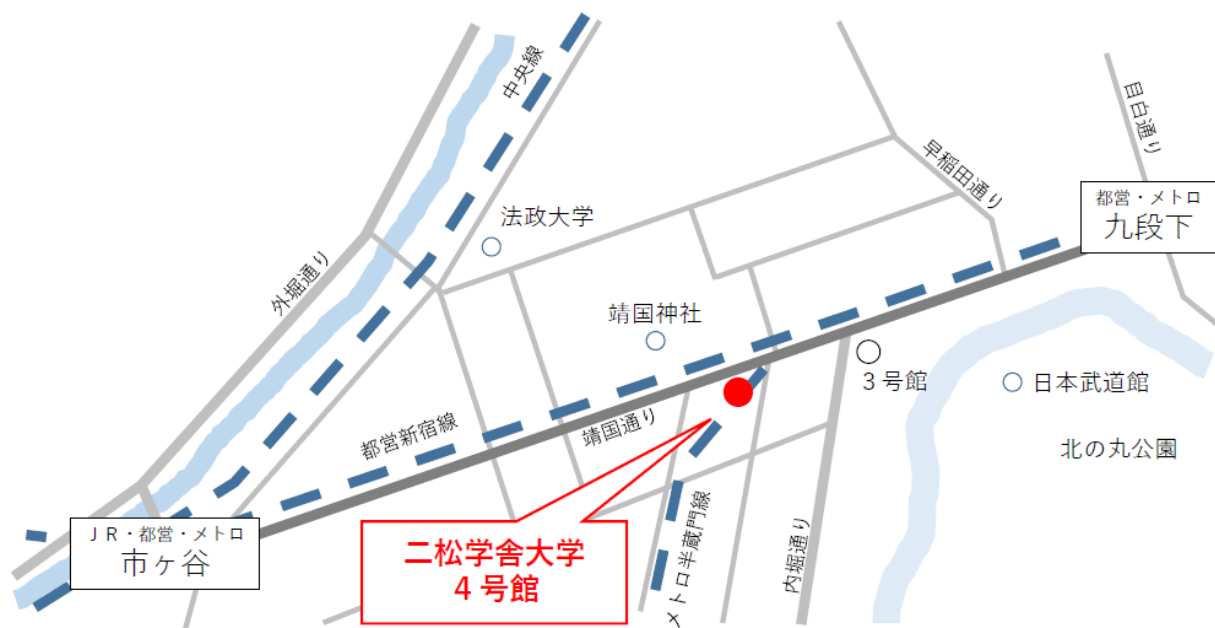 中央線
目白通り
早稲田通り
都営・メトロ
九段下
法政大学
外堀通り
靖国神社
３号館
日本武道館
都営新宿線
靖国通り
北の丸公園
ＪＲ・都営・メトロ
市ヶ谷
二松学舎大学
４号館
メトロ半蔵門線
内堀通り